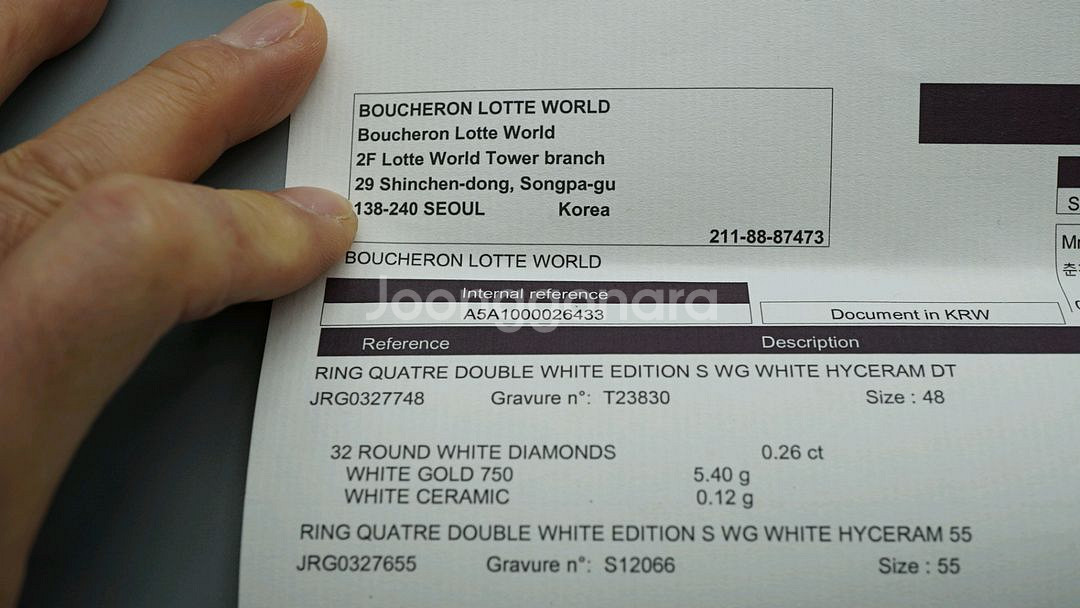 BOUCHERON LOTTE WORLD
Boucheron Lotte World
2F Lotte World Tower branch
29 Shinchen-dong, Songpa-gu
138-240 SEOUL Korea
211-88-87473
BOUCHERON LOTTE WORLD
Joonggonara
Internal reference
A5A1000026433
Document in KRW
Reference Description
RING QUATRE DOUBLE WHITE EDITION S WG WHITE HYCERAM DT
JRG0327748 Gravure n°: T23830 Size : 48
32 ROUND WHITE DIAMONDS 0.26 ct
WHITE GOLD 750 5.40 g
WHITE CERAMIC 0.12 g
RING QUATRE DOUBLE WHITE EDITION S WG WHITE HYCERAM 55
JRG0327655 Gravure n°: S12066 Size : 55